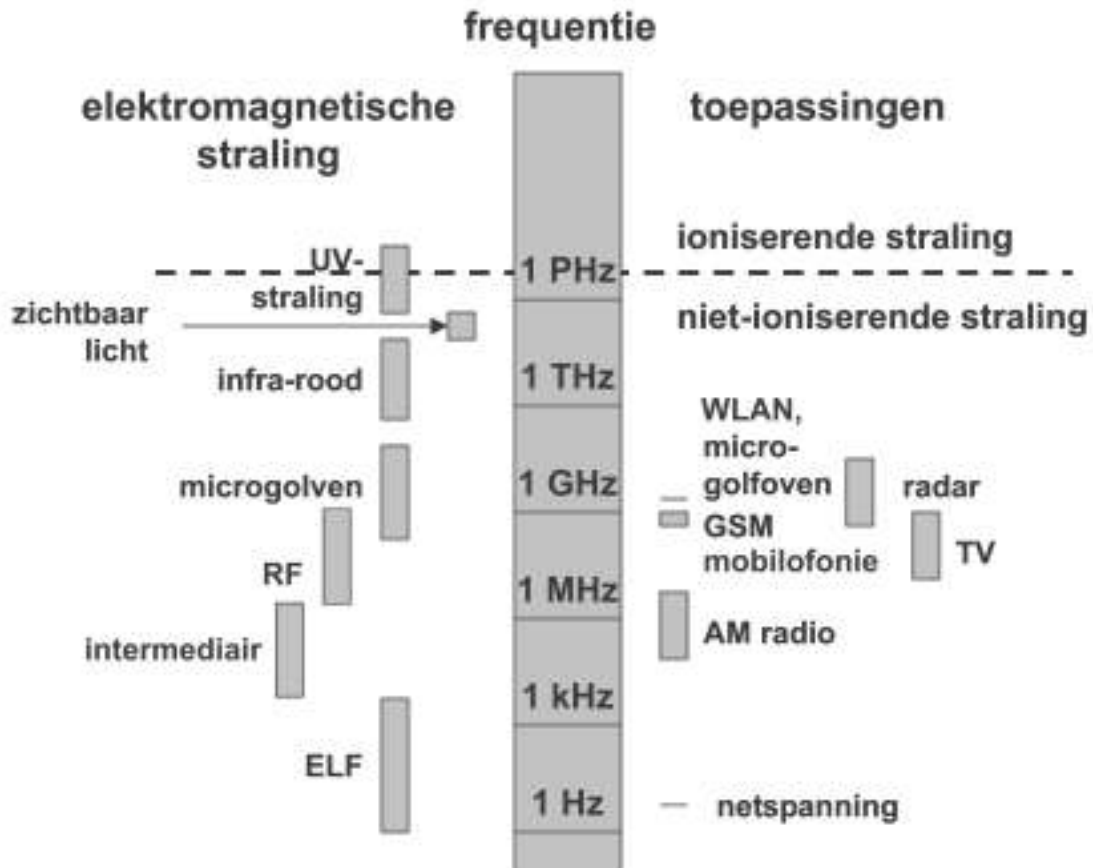 frequentie
elektromagnetische
straling
toepassingen
UV-
straling
1 PHz
ioniserende straling
niet-ioniserende straling
zichtbaar
licht
infra-rood
1 THz
WLAN,
micro-
golfoven
radar
microgolven
1 GHz
GSM
mobilofonie
TV
RF
1 MHz
AM radio
intermediair
1 kHz
ELF
1 Hz
netspanning